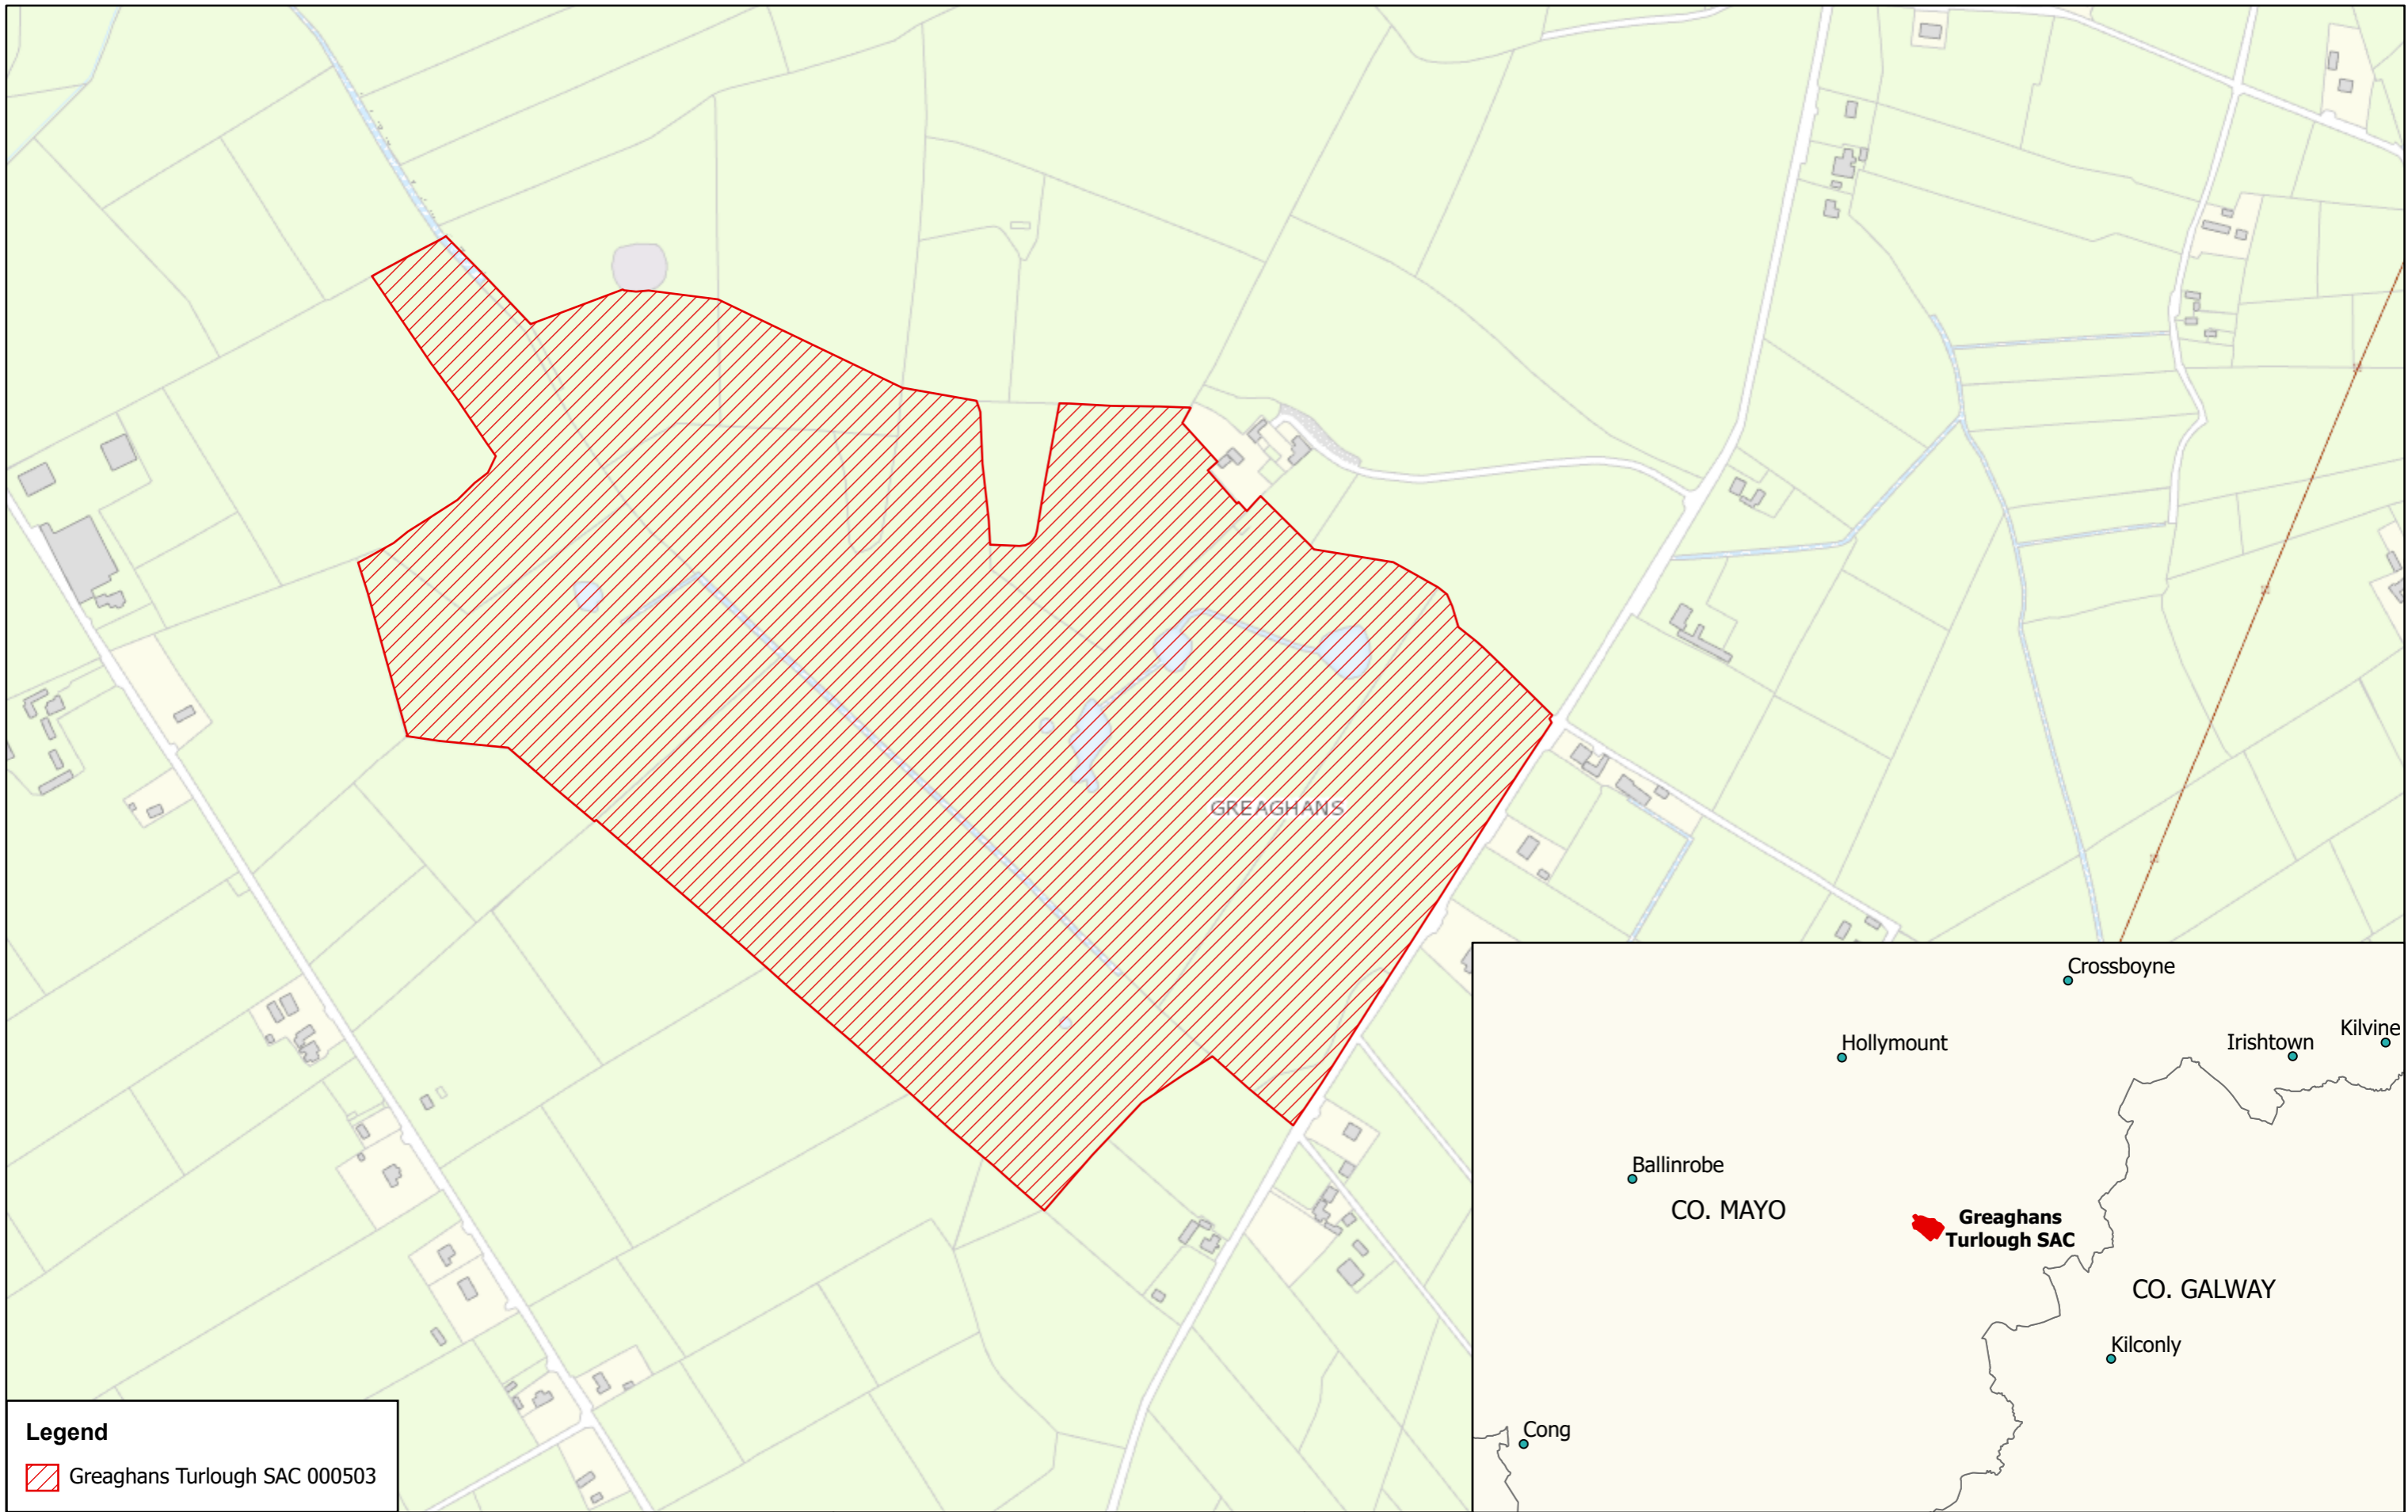 GREAGHANS
Crossboyne
Kilvine
Irishtown
Hollymount
Ballinrobe
CO. MAYO
Greaghans
Turlough SAC
CO. GALWAY
Kilconly
Cong
Legend
Greaghans Turlough SAC 000503